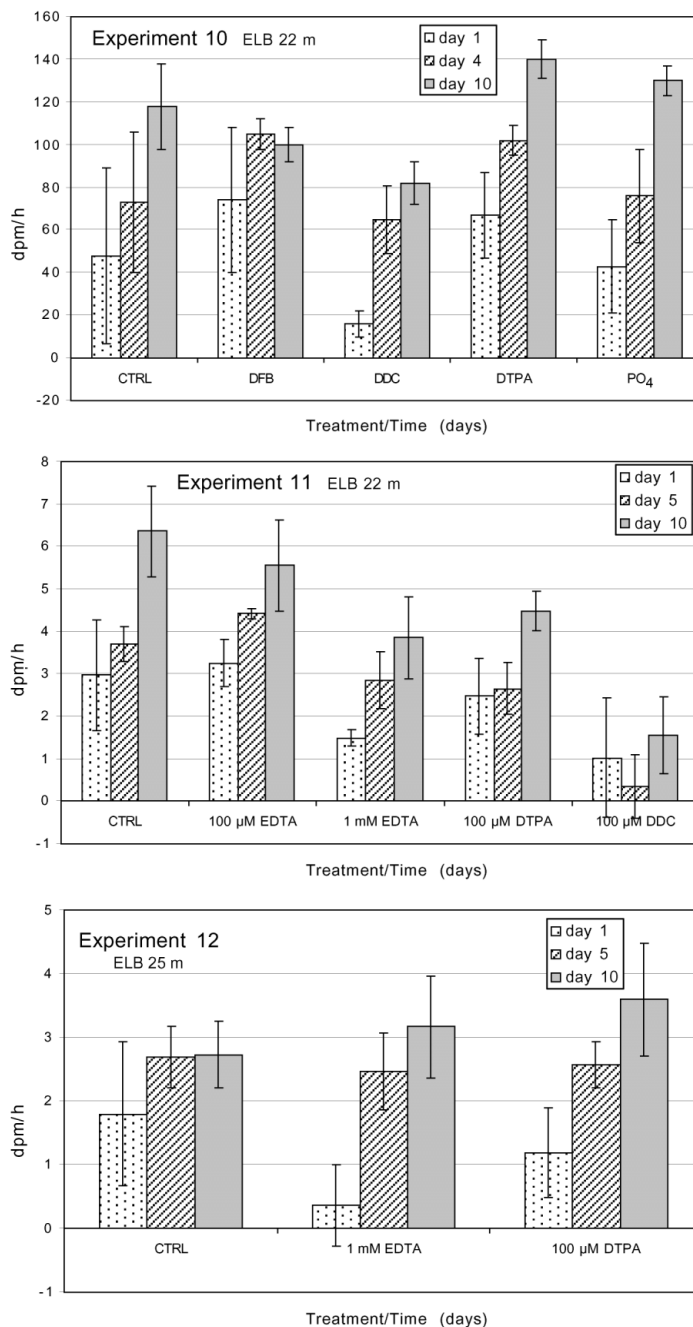 160
140
120
100
80
60
40
20
0
-20
dpm/h
Experiment 10 ELB 22 m
day 1
day 4
day 10
CTRL DFB DDC DTPA PO₄
Treatment/Time (days)
8
7
6
5
4
3
2
1
0
-1
dpm/h
Experiment 11 ELB 22 m
day 1
day 5
day 10
CTRL 100 µM EDTA 1 mM EDTA 100 µM DTPA 100 µM DDC
Treatment/Time (days)
5
4
3
2
1
0
-1
dpm/h
Experiment 12
ELB 25 m
day 1
day 5
day 10
CTRL 1 mM EDTA 100 µM DTPA
Treatment/Time (days)